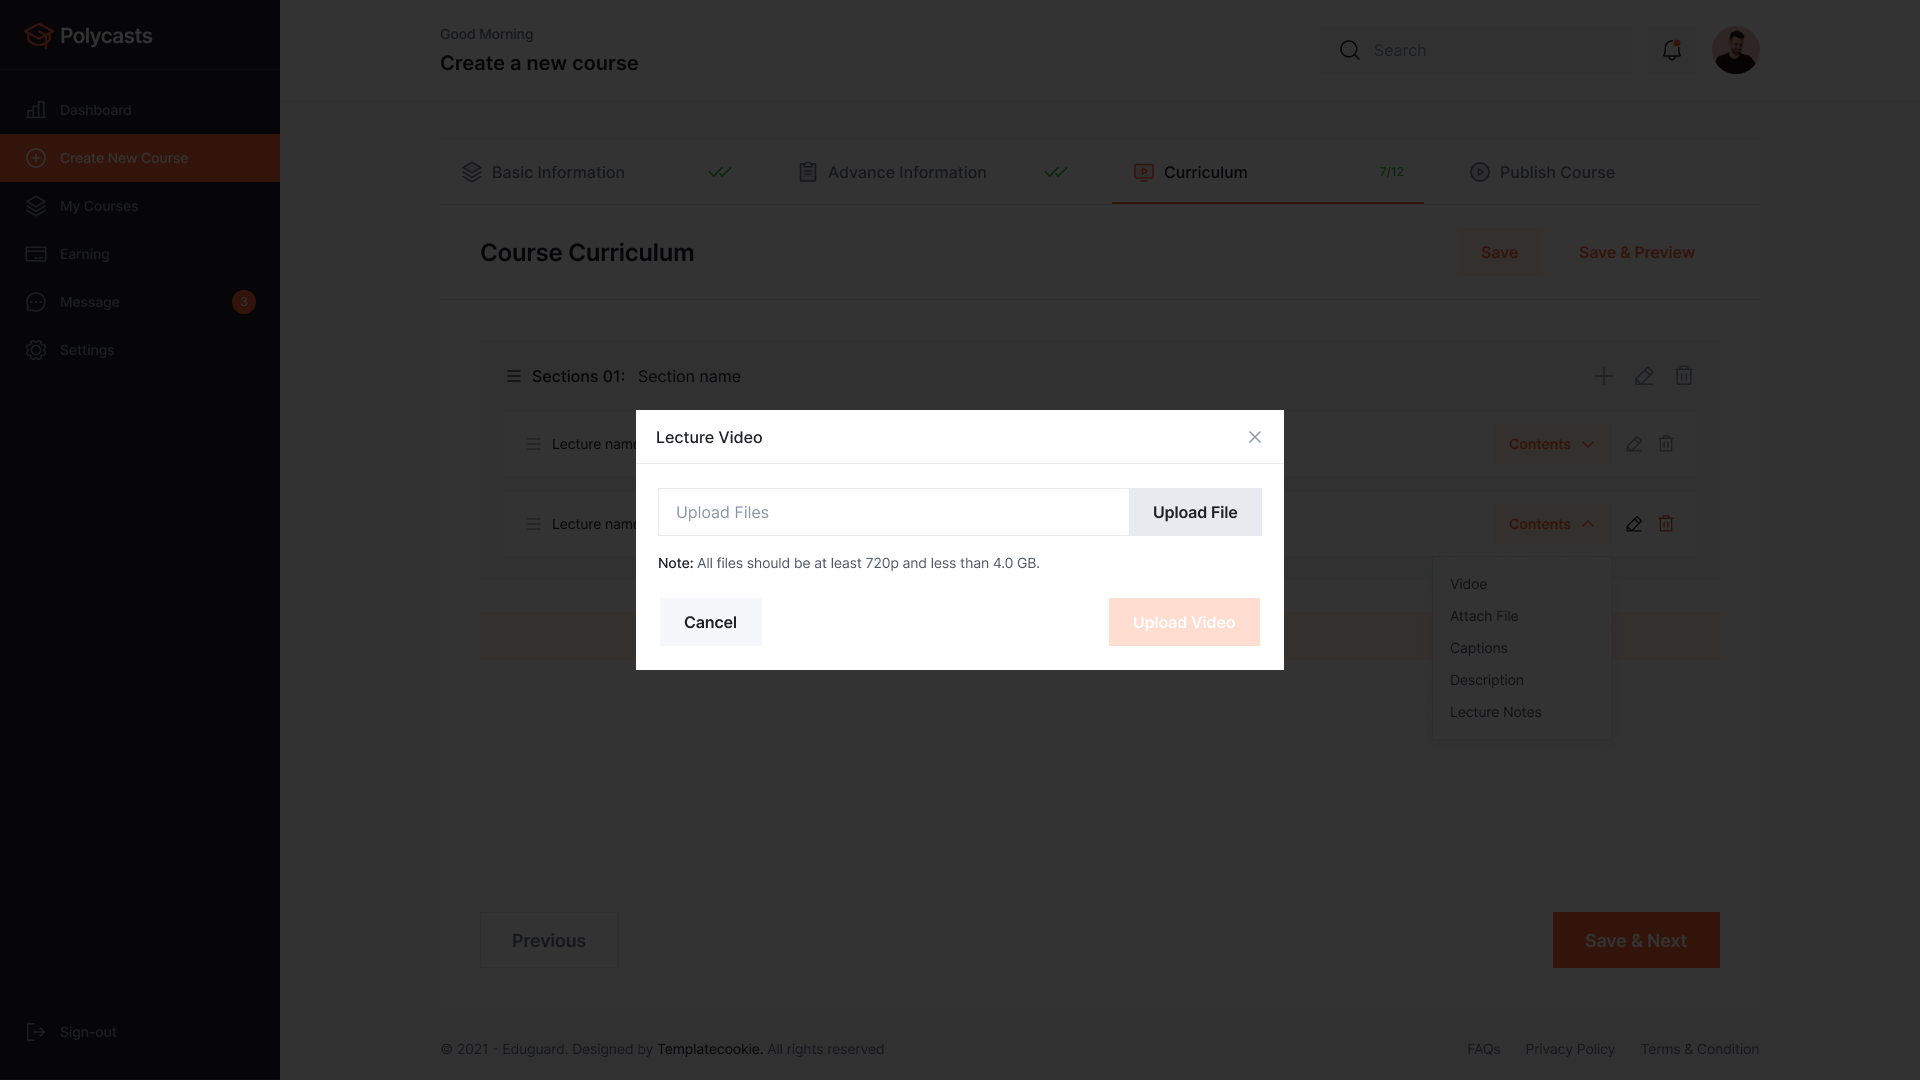 Polycasts
Dashboard
Create New Course
My Courses
Earning
Message
3
Settings
Sign-out
Good Morning
Create a new course
Search
Basic Information
Advance Information
Curriculum
7/12
Publish Course
Course Curriculum
Save
Save & Preview
Sections 01: Section name
Lecture name
Contents
Lecture name
Contents
Vidoe
Attach File
Captions
Description
Lecture Notes
Lecture Video
Upload Files
Upload File
Note: All files should be at least 720p and less than 4.0 GB.
Cancel
Upload Video
Previous
Save & Next
© 2021 - Eduguard. Designed by Templatecookie. All rights reserved
FAQs
Privacy Policy
Terms & Condition